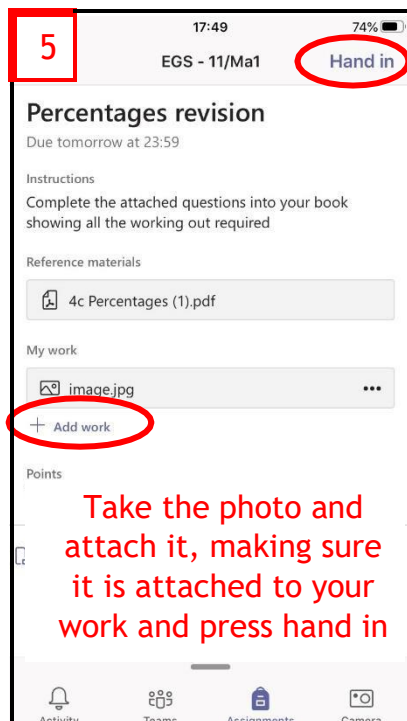 5
17:49
74%
EGS - 11/Ma1
Hand in
Percentages revision
Due tomorrow at 23:59
Instructions
Complete the attached questions into your book
showing all the working out required
Reference materials
4c Percentages (1).pdf
My work
image.jpg
+ Add work
Points
Take the photo and
attach it, making sure
it is attached to your
work and press hand in
Activity
Teams
Assignments
Camera